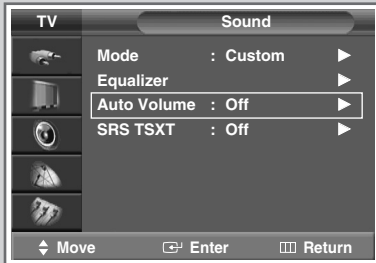 TV Sound
Mode : Custom
Equalizer
Auto Volume : Off
SRS TSXT : Off
Move Enter Return